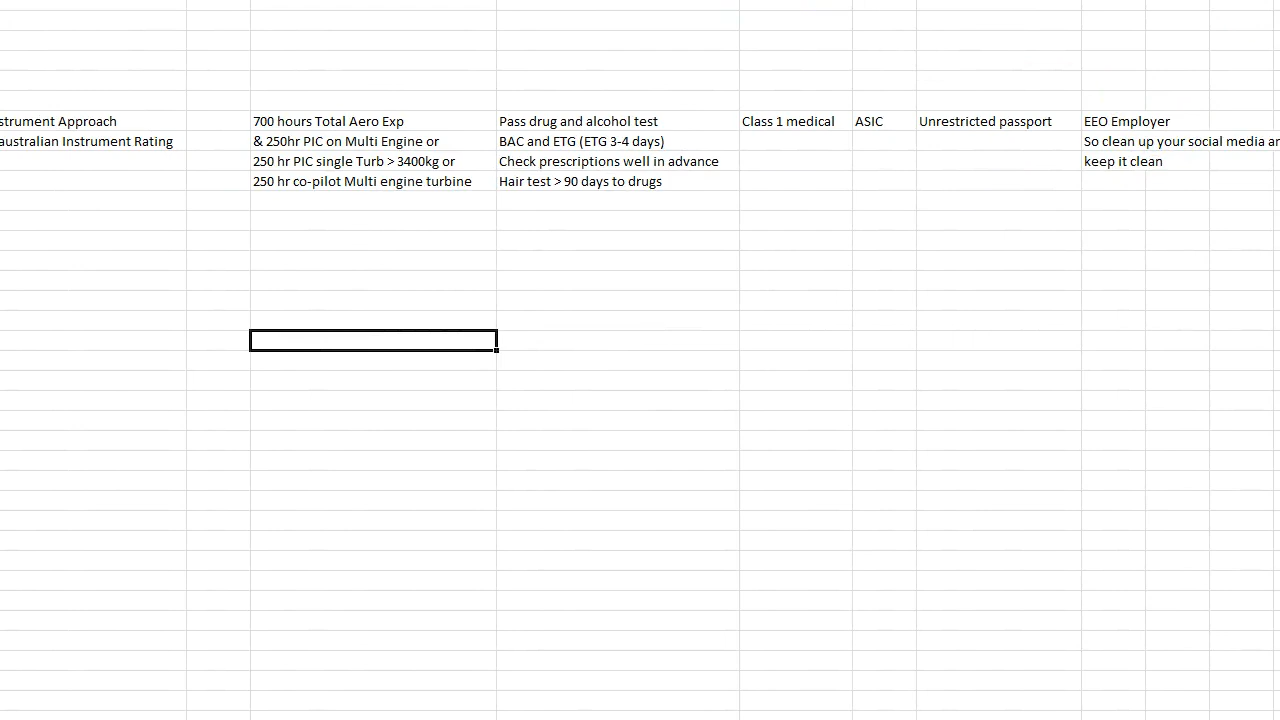 strument Approach
australian Instrument Rating
700 hours Total Aero Exp
& 250hr PIC on Multi Engine or
250 hr PIC single Turb > 3400kg or
250 hr co-pilot Multi engine turbine
Pass drug and alcohol test
BAC and ETG (ETG 3-4 days)
Check prescriptions well in advance
Hair test > 90 days to drugs
Class 1 medical
ASIC
Unrestricted passport
EEO Employer
So clean up your social media ar
keep it clean